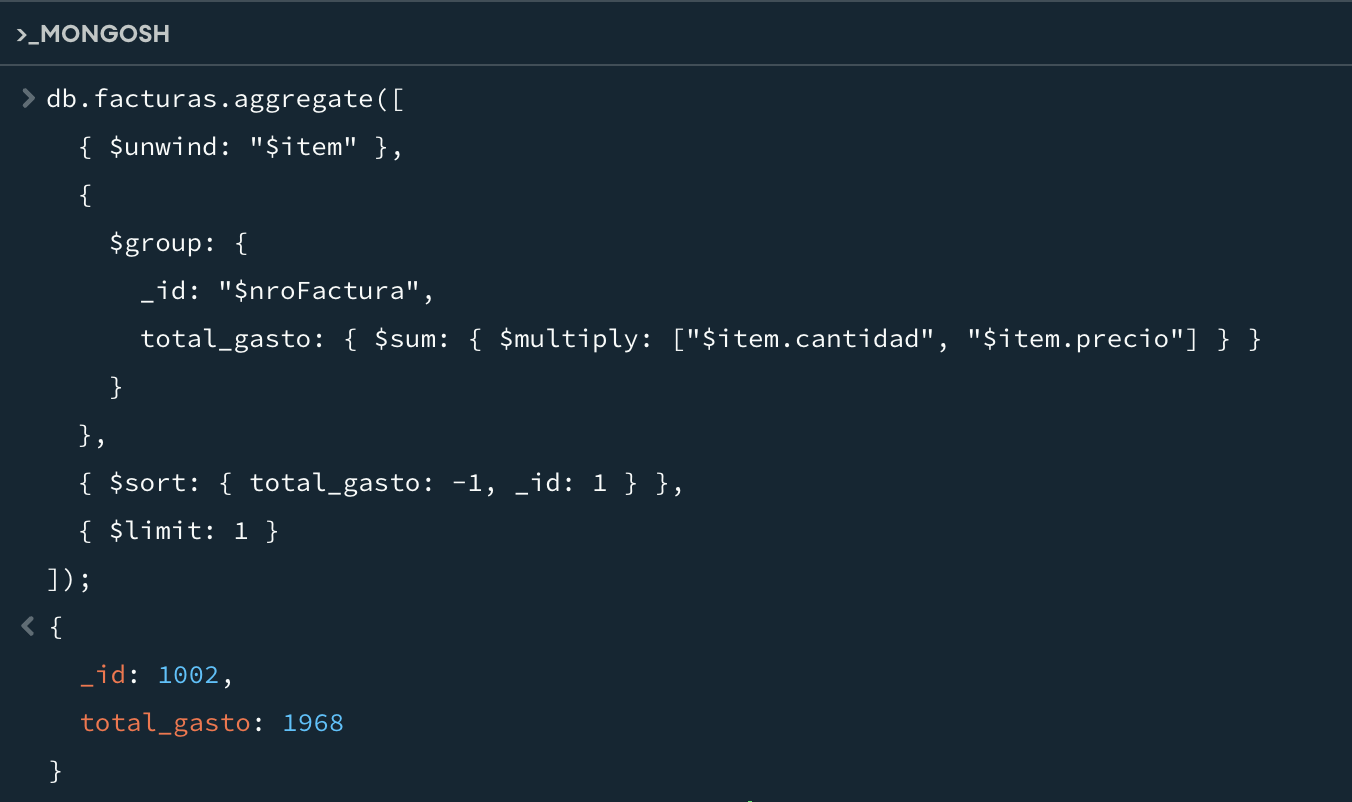 >_MONGOSH
> db.facturas.aggregate([
  { $unwind: "$item" },
  {
    $group: {
      _id: "$nroFactura",
      total_gasto: { $sum: { $multiply: ["$item.cantidad", "$item.precio"] } }
    }
  },
  { $sort: { total_gasto: -1, _id: 1 } },
  { $limit: 1 }
]);
< {
  _id: 1002,
  total_gasto: 1968
}